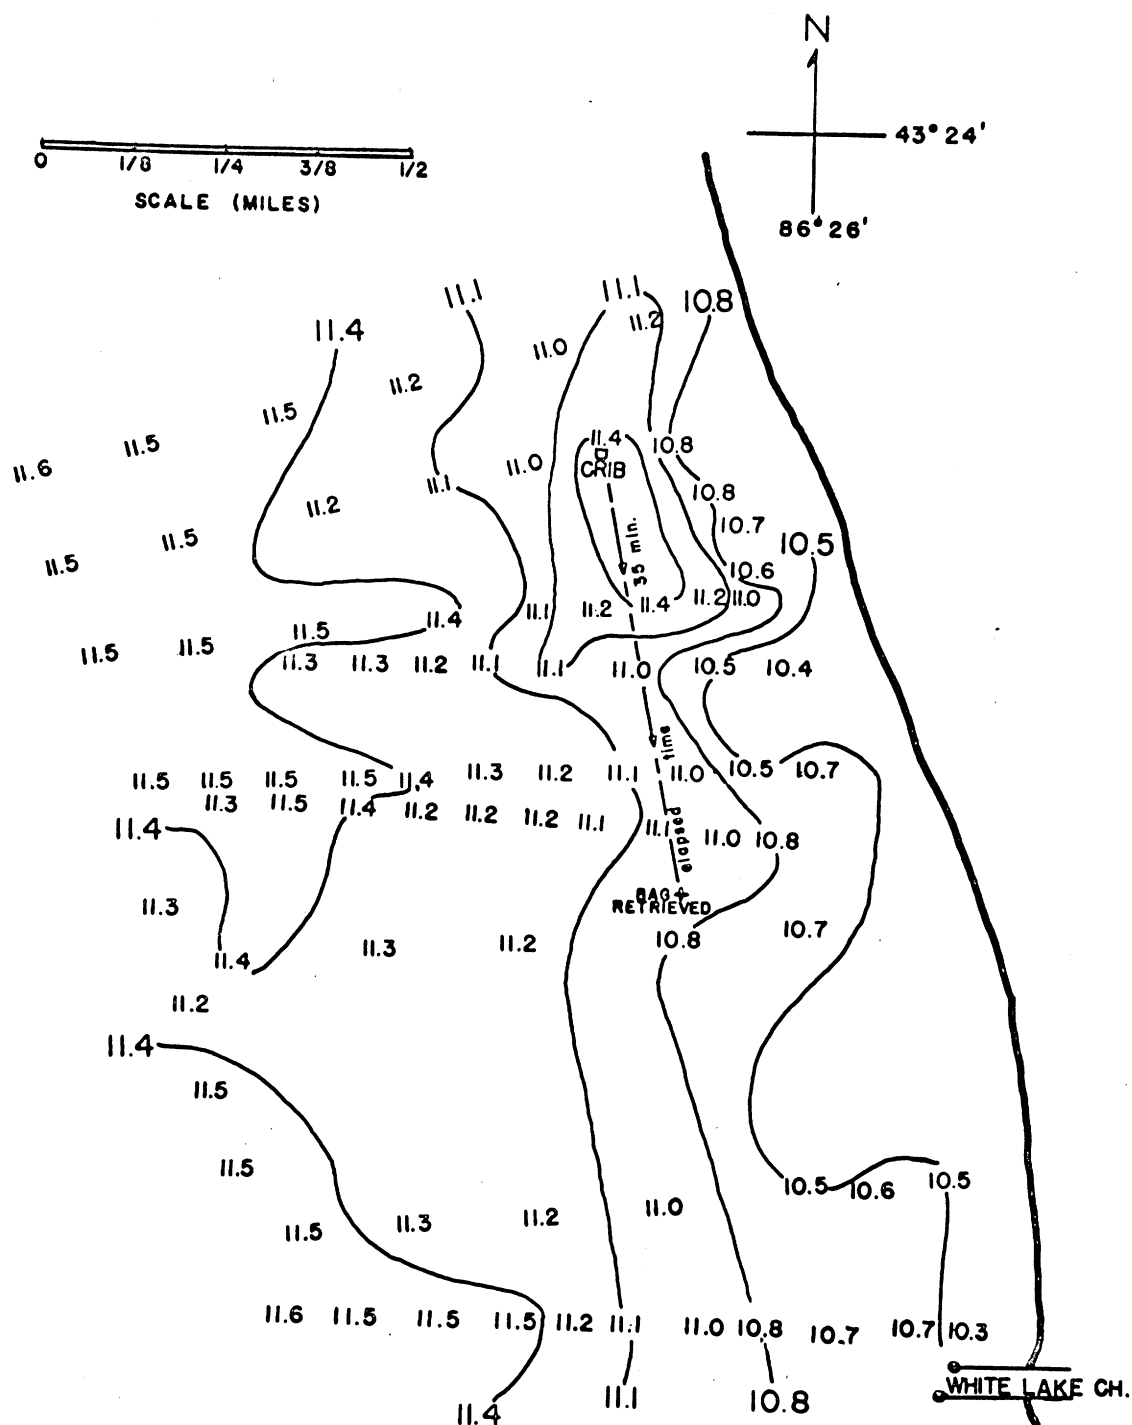 N
43° 24'
0 1/8 1/4 3/8 1/2
SCALE (MILES)
86° 26'
11.1 11.1 10.8
11.4 11.2
11.0
11.2
11.5
11.5 11.4 10.8
11.6 11.0 CRIB
11.1 10.8
11.2 10.7
11.5 10.5
11.5 35 min. 10.6
11.1 11.2 11.4 11.2 11.0
11.4
11.5
11.5 11.5
11.3 11.3 11.2 11.1 11.1 11.0 10.5 10.4
time
11.5 11.5 11.5 11.5 11.4 11.3 11.2 11.1 11.0 10.5 10.7
11.3 11.5 11.4 11.2 11.2 11.2 11.1 11.1 11.0 10.8
11.4
elapsed
BAG
RETRIEVED
11.3
10.7
11.3 11.2 10.8
11.4
11.2
11.4
11.5
11.5
10.5 10.6 10.5
11.5 11.3 11.2 11.0
11.6 11.5 11.5 11.5 11.2 11.1 11.0 10.8 10.7 10.7 10.3
WHITE LAKE CH.
11.4 11.1 10.8